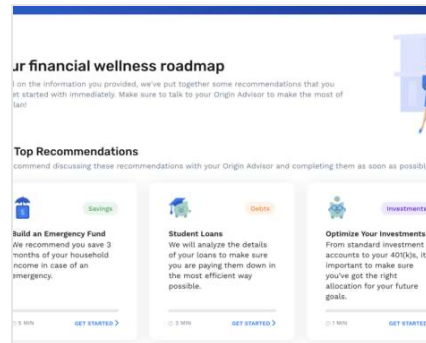 ur financial wellness roadmap
on the information you provided, we've put together some recommendations that you
et started with immediately. Make sure to talk to your Origin Advisor to make the most of
lan!
Top Recommendations
commend discussing these recommendations with your Origin Advisor and completing them as soon as possibl
Savings
Build an Emergency Fund
We recommend you save 3
months of your household
income in case of an
emergency.
3 MIN GET STARTED >
Debts
Student Loans
We will analyze the details
of your loans to make sure
you are paying them down in
the most efficient way
possible.
3 MIN GET STARTED >
Investments
Optimize Your Investments
From standard investment
accounts to your 401(k)s, it
important to make sure
you've got the right
allocation for your future
goals.
1 MIN GET STARTED